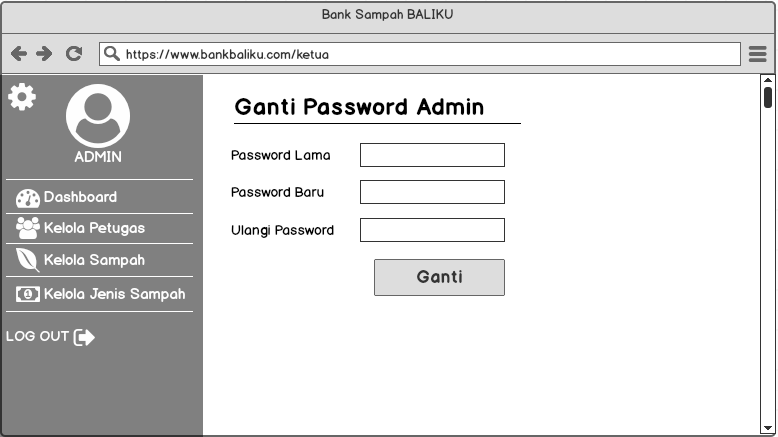 Bank Sampah BALIKU
https://www.bankbaliku.com/ketua
ADMIN
Dashboard
Kelola Petugas
Kelola Sampah
1
Kelola Jenis Sampah
LOG OUT
Ganti Password Admin
Password Lama
Password Baru
Ulangi Password
Ganti